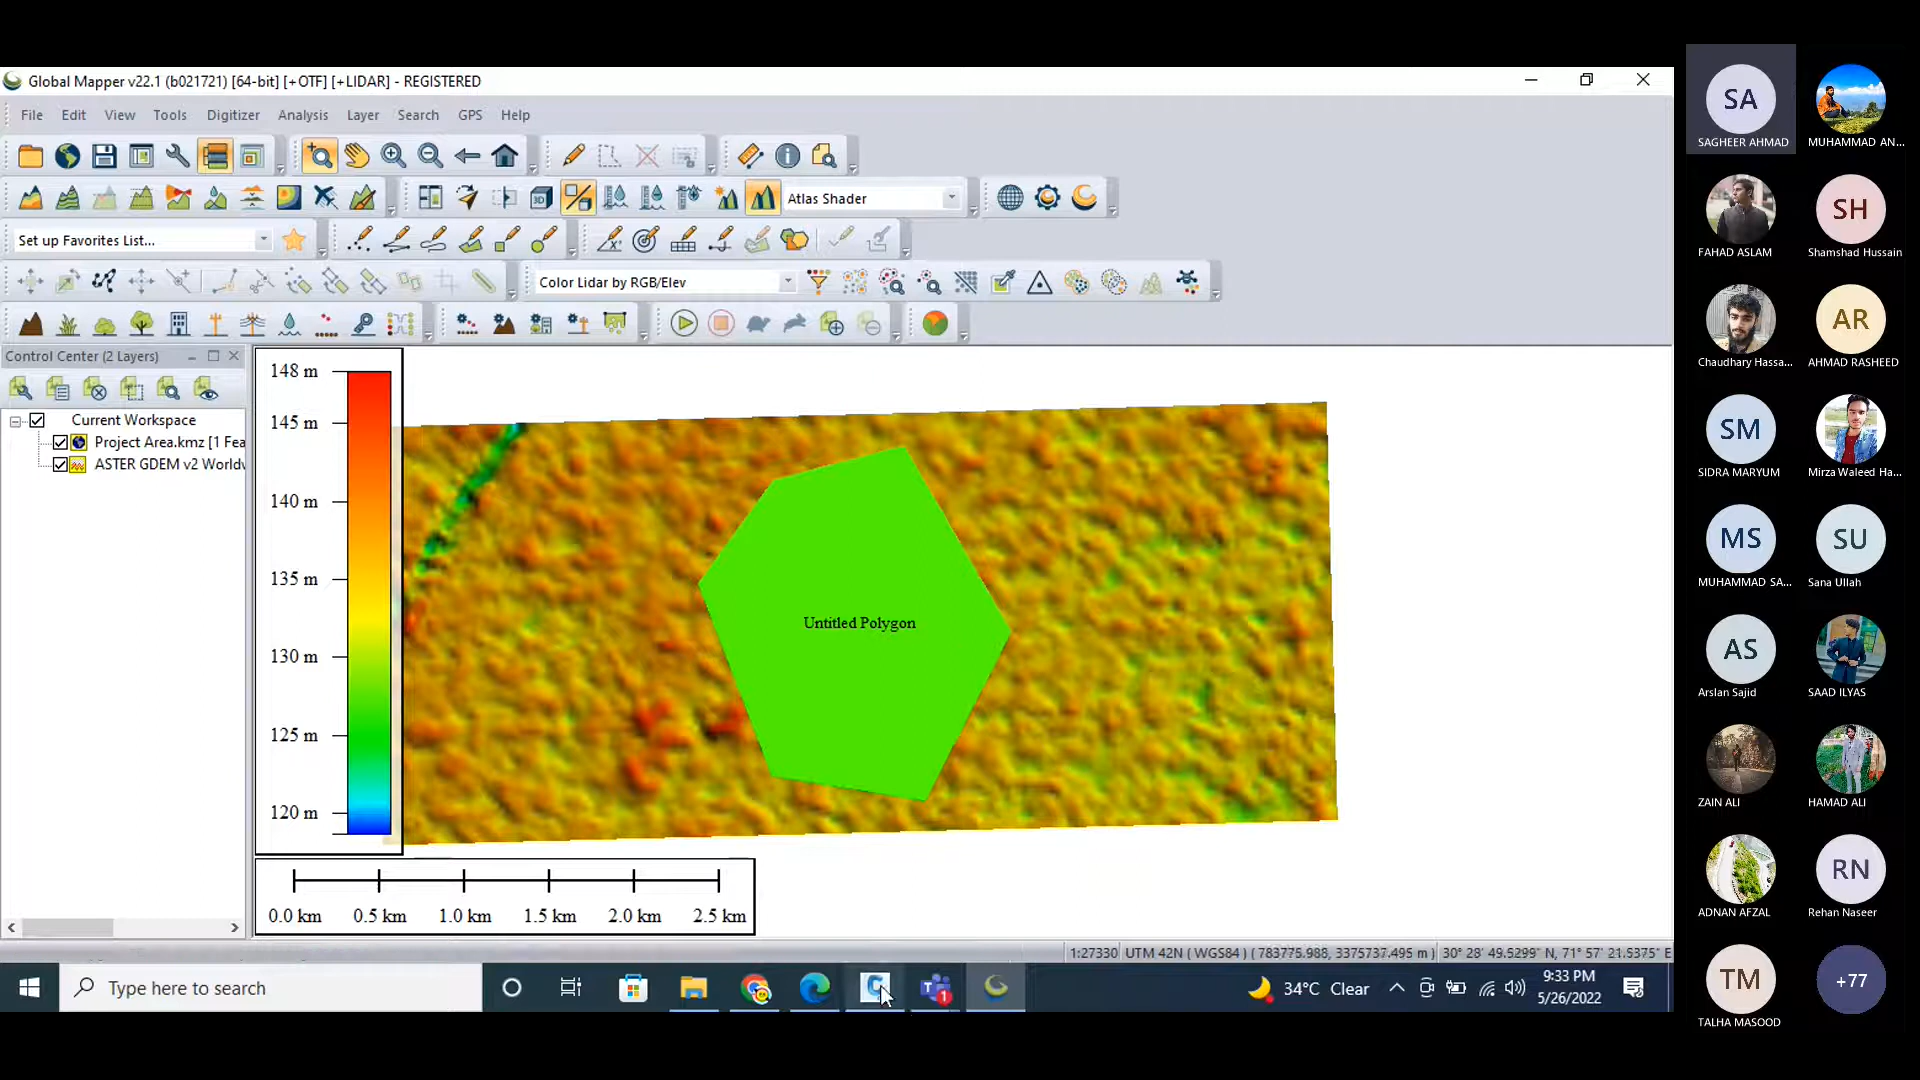 Global Mapper v22.1 (b021721) [64-bit] [+OTF] [+LIDAR] - REGISTERED
File Edit View Tools Digitizer Analysis Layer Search GPS Help
Atlas Shader
Set up Favorites List...
Color Lidar by RGB/Elev
Control Center (2 Layers)
Current Workspace
Project Area.kmz [1 Fea
ASTER GDEM v2 Worldv
148 m
145 m
140 m
135 m
130 m
125 m
120 m
Untitled Polygon
0.0 km 0.5 km 1.0 km 1.5 km 2.0 km 2.5 km
1:27330 UTM 42N ( WGS84 ) ( 783775.988, 3375737.495 m ) 30° 28' 49.5299" N, 71° 57' 21.5375" E
Type here to search
34°C Clear
9:33 PM
5/26/2022
SA
SAGHEER AHMAD
MUHAMMAD AN...
FAHAD ASLAM
SH
Shamshad Hussain
Chaudhary Hassa...
AR
AHMAD RASHEED
SM
SIDRA MARYUM
Mirza Waleed Ha...
MS
MUHAMMAD SA...
SU
Sana Ullah
AS
Arslan Sajid
SAAD ILYAS
ZAIN ALI
HAMAD ALI
ADNAN AFZAL
RN
Rehan Naseer
TM
TALHA MASOOD
+77